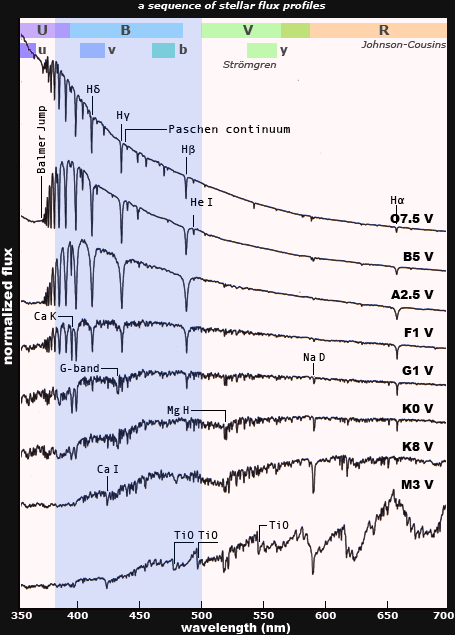 a sequence of stellar flux profiles
U B V R
u v b y Johnson-Cousins
Strömgren
Hδ
Hγ
Paschen continuum
Balmer Jump
Hβ
He I
Hα
O7.5 V
B5 V
A2.5 V
Ca K
F1 V
Na D
G-band
G1 V
Mg H
K0 V
K8 V
Ca I
M3 V
TiO TiO
TiO
normalized flux
350 400 450 500 550 600 650 700
wavelength (nm)